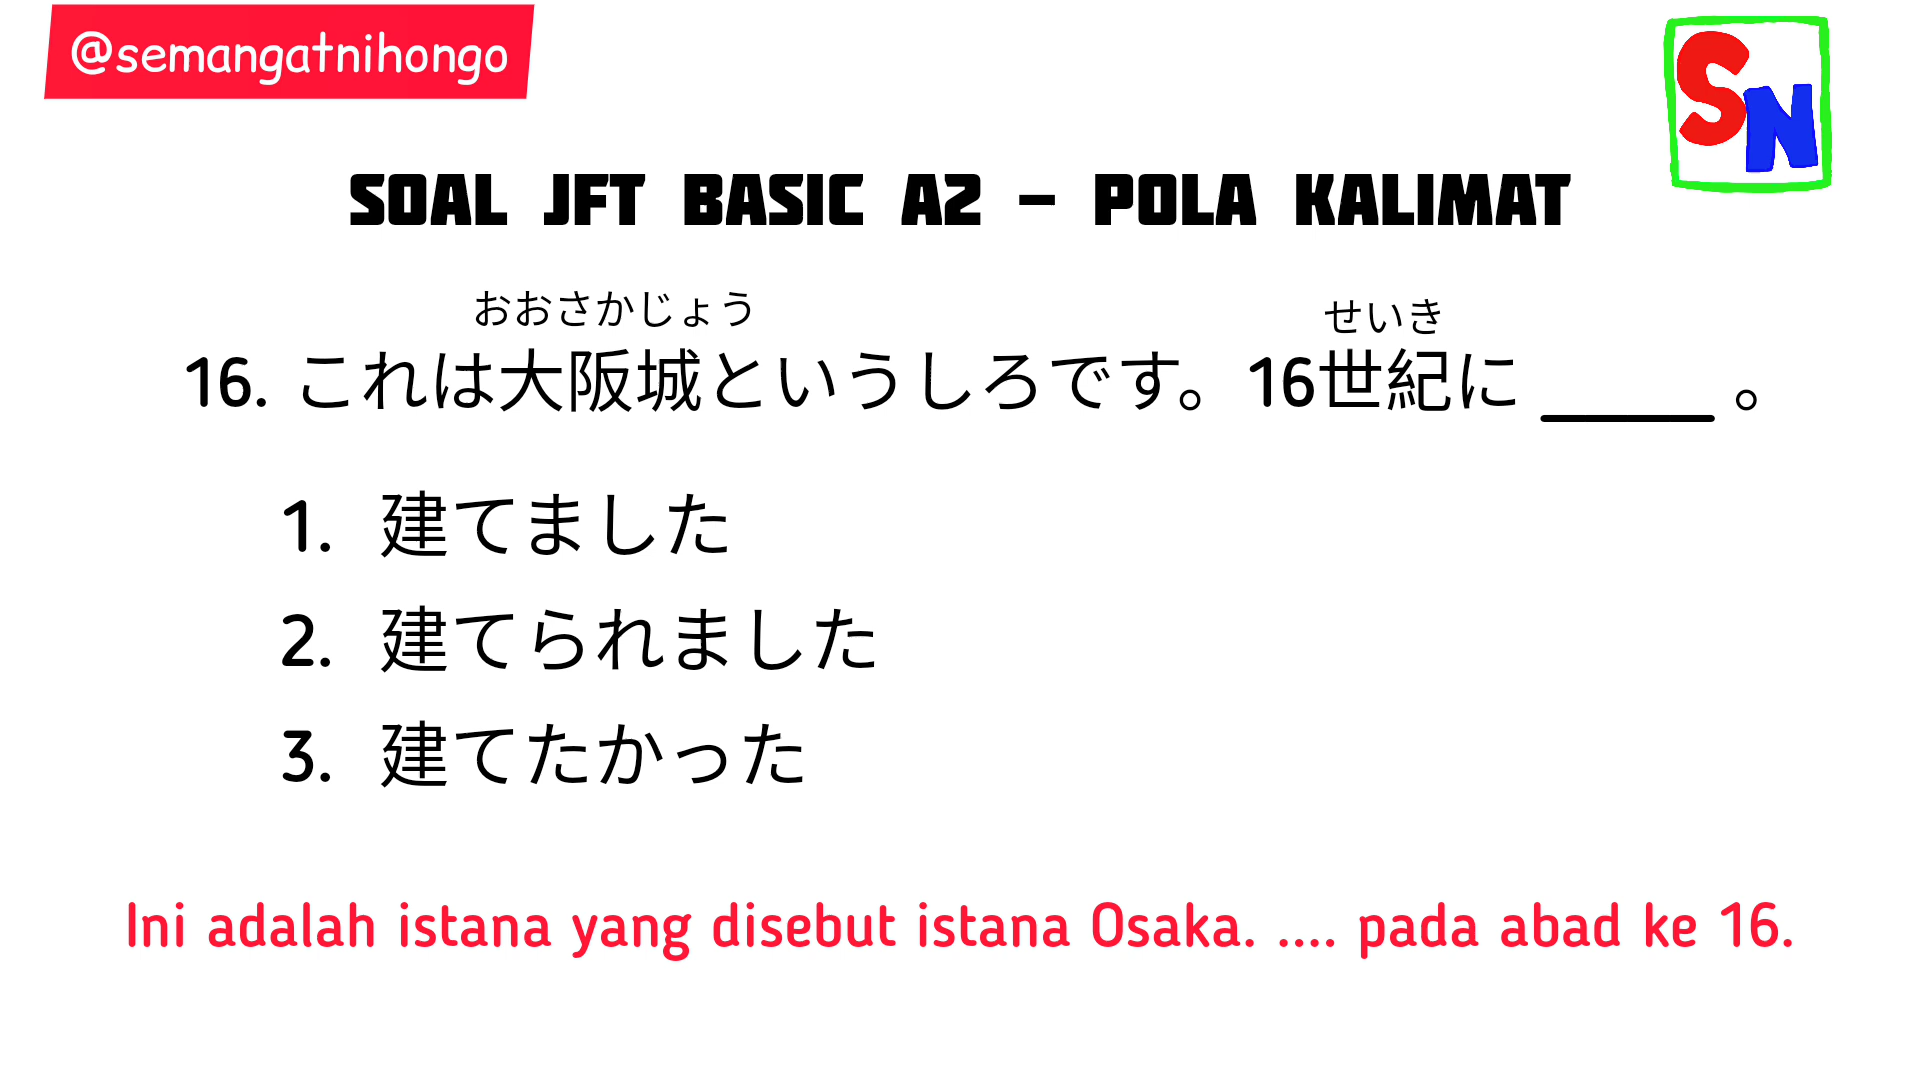 @semangatnihongo
SN
SOAL JFT BASIC A2 - POLA KALIMAT
おおさかじょう せいき
16. これは大阪城というしろです。16世紀に _____ 。
1. 建てました
2. 建てられました
3. 建てたかった
Ini adalah istana yang disebut istana Osaka. .... pada abad ke 16.